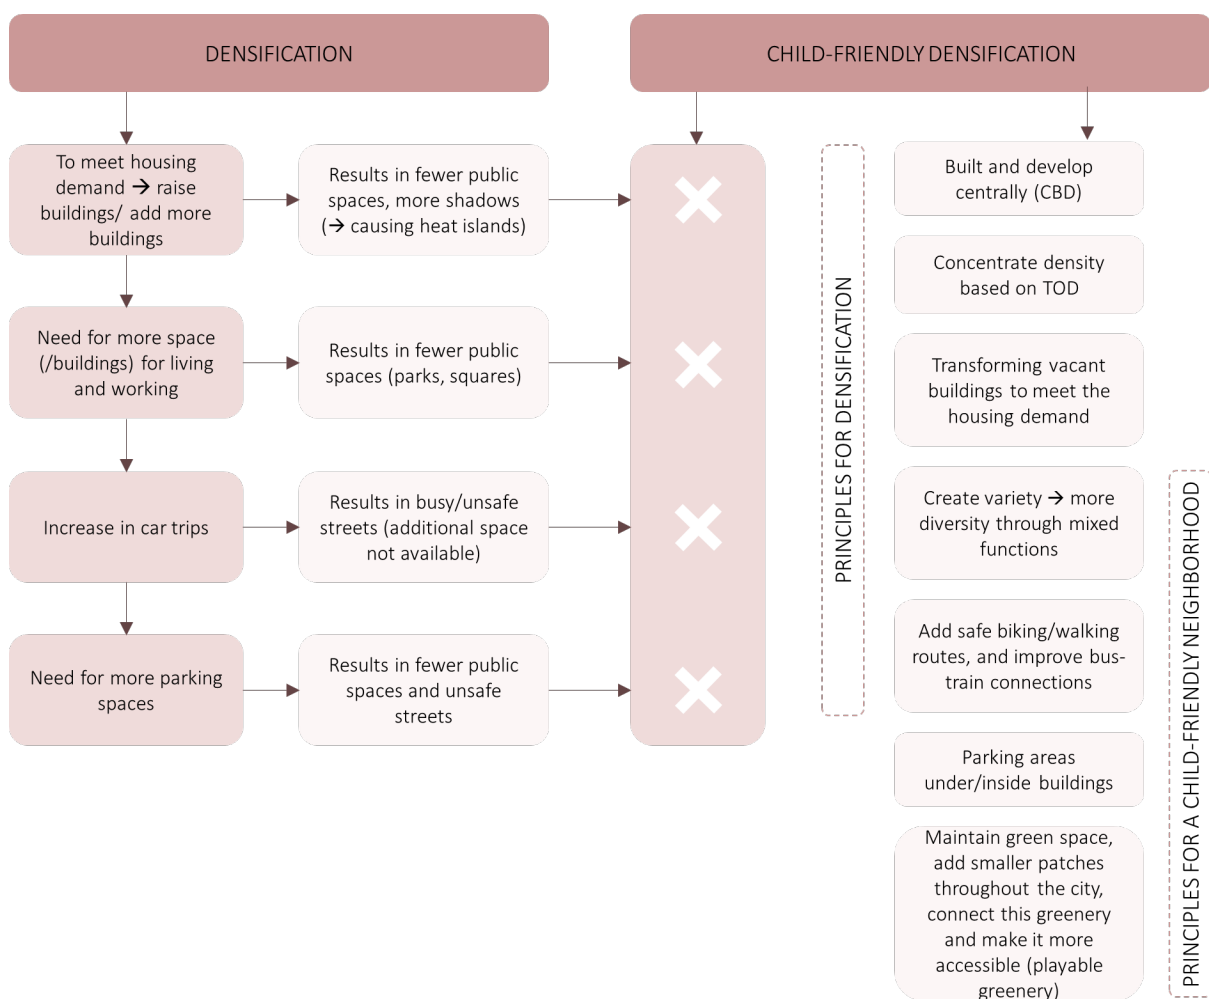 DENSIFICATION
To meet housing
demand → raise
buildings/ add more
buildings
Results in fewer public
spaces, more shadows
(→ causing heat islands)
Need for more space
(/buildings) for living
and working
Results in fewer public
spaces (parks, squares)
Increase in car trips
Results in busy/unsafe
streets (additional space
not available)
Need for more parking
spaces
Results in fewer public
spaces and unsafe
streets
CHILD-FRIENDLY DENSIFICATION
PRINCIPLES FOR DENSIFICATION
Built and develop
centrally (CBD)
Concentrate density
based on TOD
Transforming vacant
buildings to meet the
housing demand
Create variety → more
diversity through mixed
functions
Add safe biking/walking
routes, and improve bus-
train connections
Parking areas
under/inside buildings
Maintain green space,
add smaller patches
throughout the city,
connect this greenery
and make it more
accessible (playable
greenery)
PRINCIPLES FOR A CHILD-FRIENDLY NEIGHBORHOOD